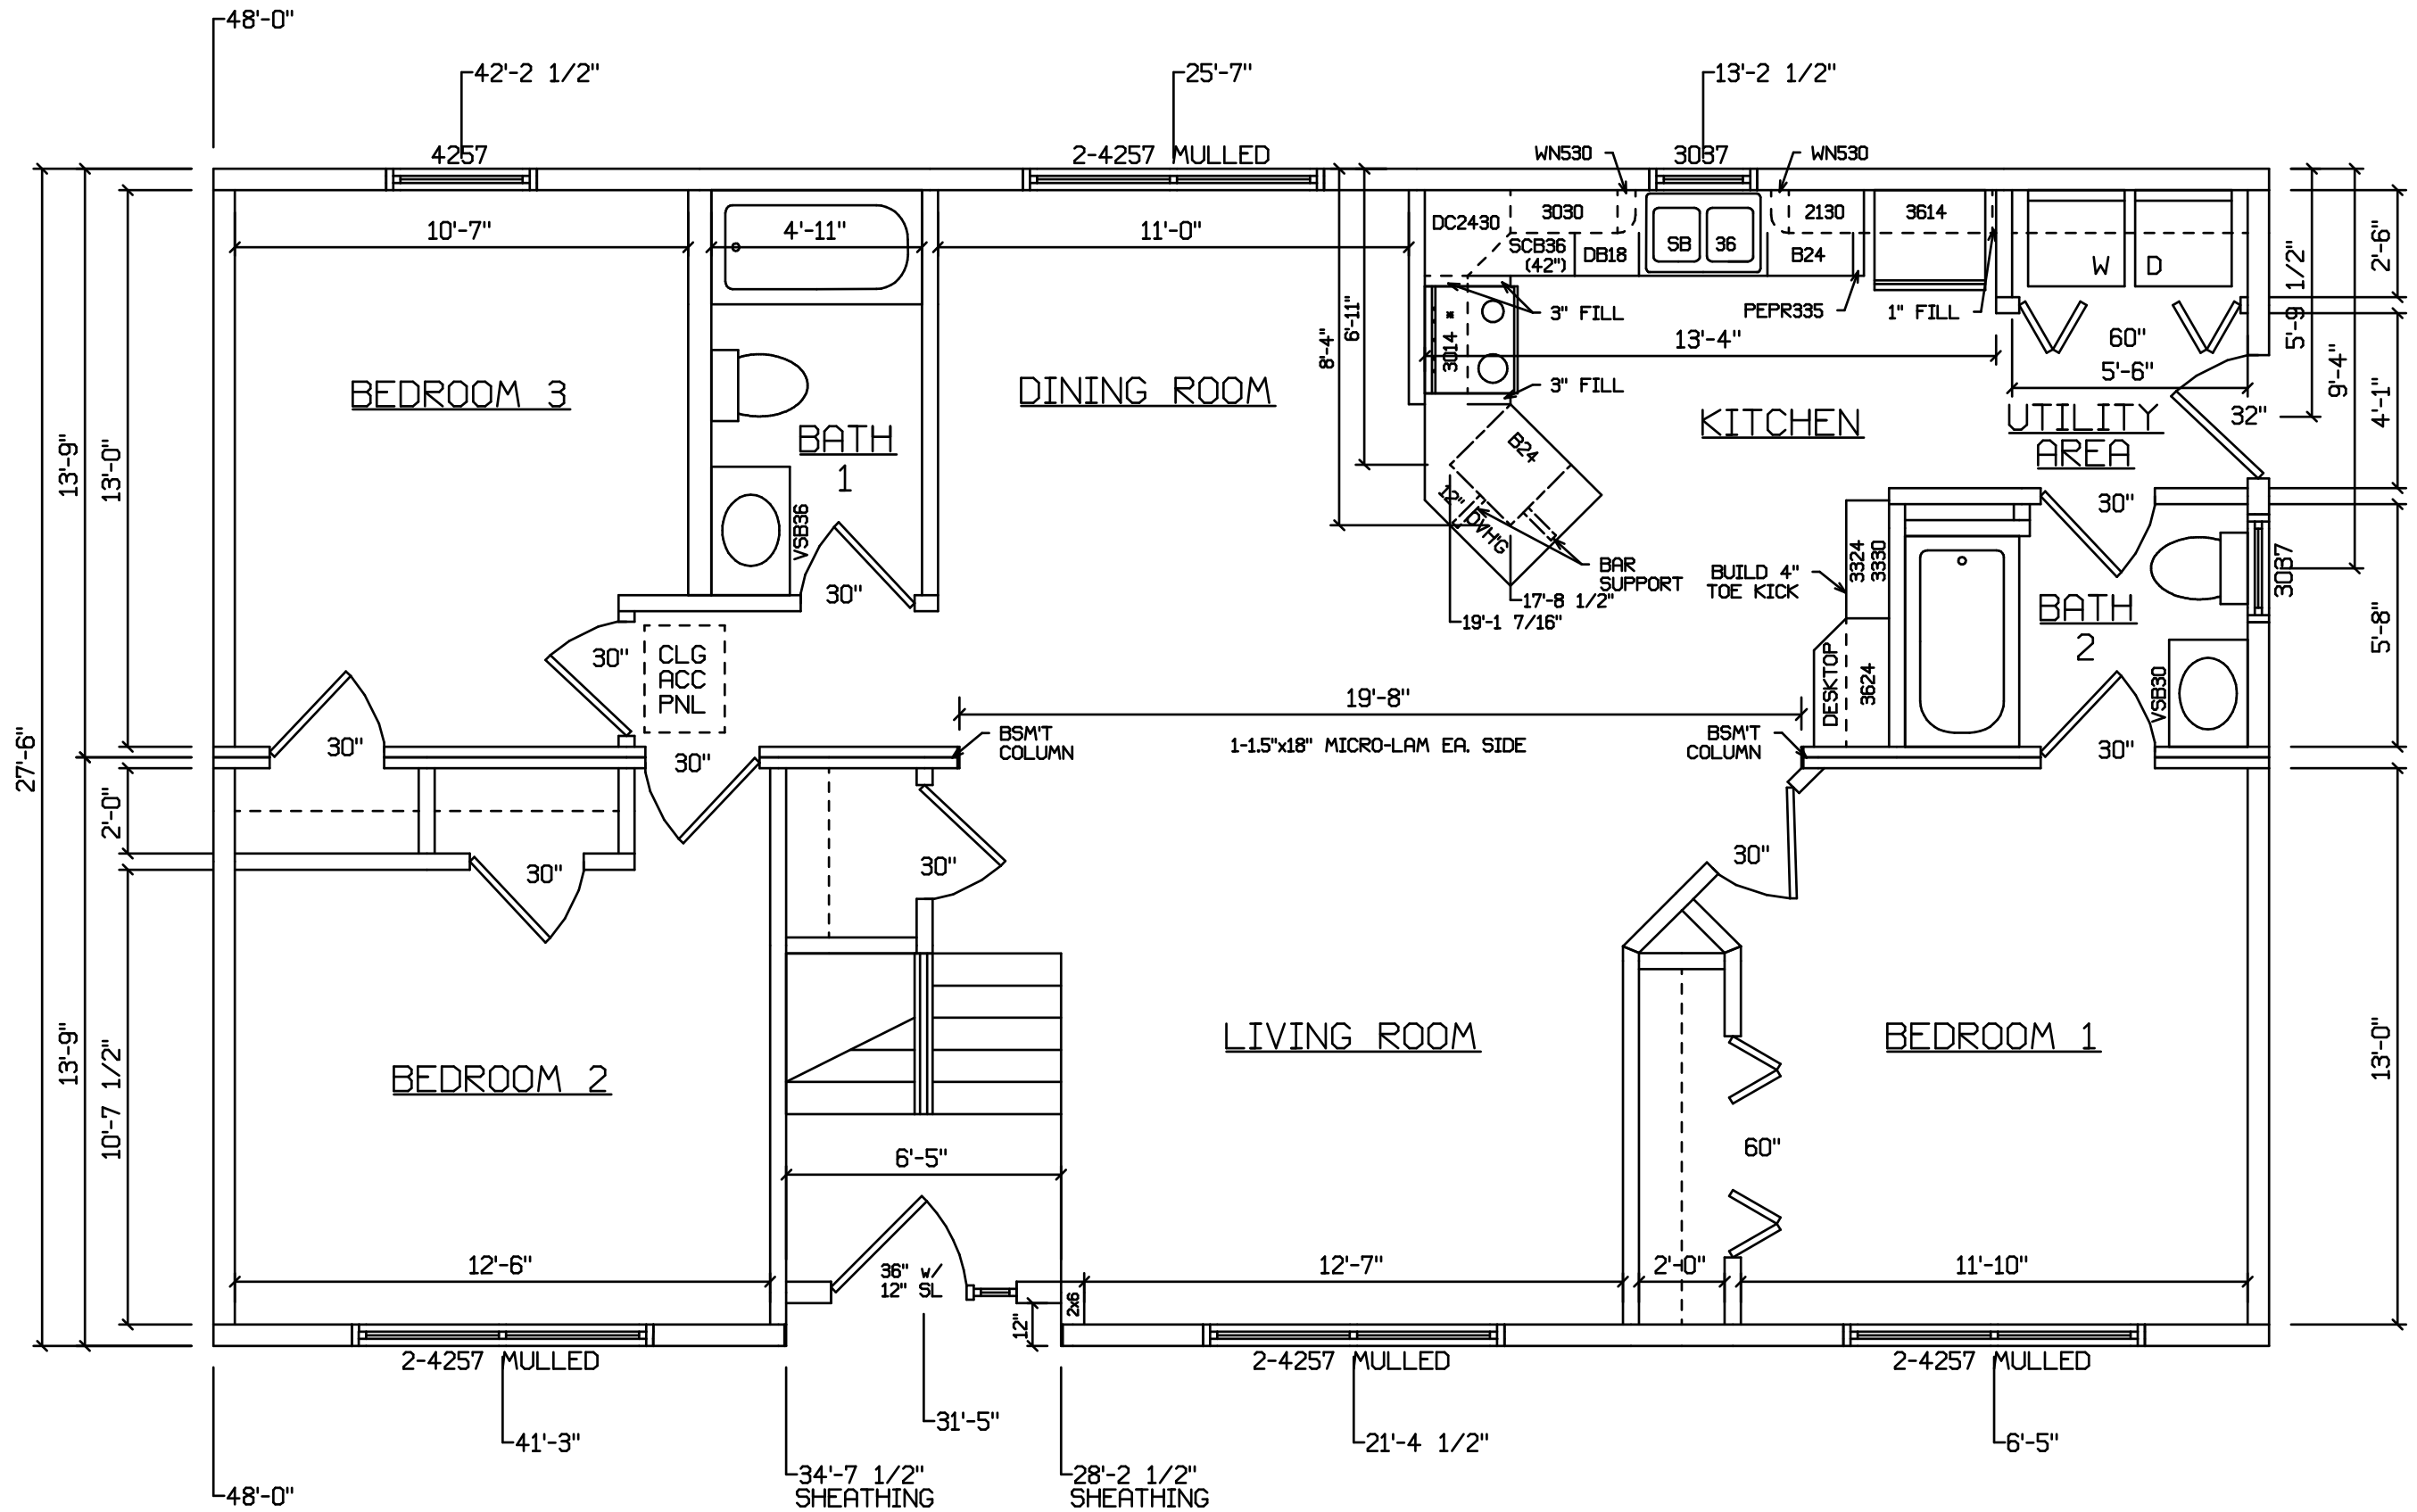 48'-0"
42'-2 1/2"
25'-7"
13'-2 1/2"
4257
2-4257 MULLED
WN530
3037
WN530
10'-7"
4'-11"
11'-0"
DC2430
3030
SCB36
(42")
DB18
SB 36
2130
B24
3614
W D
2'-6"
5'-9 1/2"
9'-4"
4'-1"
6'-11"
8'-4"
3014 *
3" FILL
PEPR335
1" FILL
60"
13'-4"
3" FILL
5'-6"
32"
BEDROOM 3
DINING ROOM
KITCHEN
UTILITY
AREA
BATH
1
VSB36
B24
12" OVH'G
30"
30"
BAR
SUPPORT
17'-8 1/2"
19'-1 7/16"
BUILD 4"
TOE KICK
3324
3330
DESKTOP
3624
3037
BATH
2
VSB30
5'-8"
27'-6"
13'-9"
13'-0"
30"
CLG
ACC
PNL
30"
30"
19'-8"
BSM'T
COLUMN
1-1.5"x18" MICRO-LAM EA. SIDE
BSM'T
COLUMN
30"
2'-0"
30"
30"
30"
13'-9"
10'-7 1/2"
BEDROOM 2
LIVING ROOM
BEDROOM 1
13'-0"
60"
6'-5"
12'-6"
36" w/
12" SL
12"
2x6
12'-7"
2'-0"
11'-10"
2-4257 MULLED
2-4257 MULLED
2-4257 MULLED
41'-3"
31'-5"
21'-4 1/2"
6'-5"
34'-7 1/2"
SHEATHING
28'-2 1/2"
SHEATHING
48'-0"